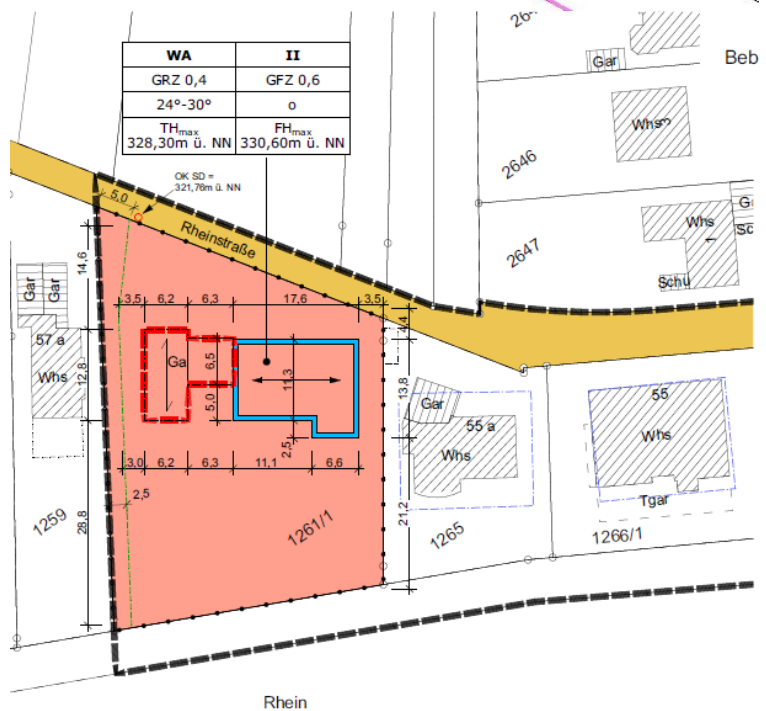 2646
Gar
Beb
WA II
GRZ 0,4 GFZ 0,6
24°-30° o
THmax FHmax
328,30m ü. NN 330,60m ü. NN
Whs
3
2646
OK SD =
321,76m ü. NN
5,0
Rheinstraße
2647
Whs
1
Schu
14,6
3,5 6,2 6,3 17,6 3,5
4,4
Gar Gar
57 a
Whs
12,8
Ga
6,5
11,3
5,0
13,8
2,5
Gar
55 a
Whs
55
Whs
Tgar
3,0 6,2 6,3 11,1 6,6
2,5
1259
28,8
1261/1
21,2
1265
1266/1
Rhein